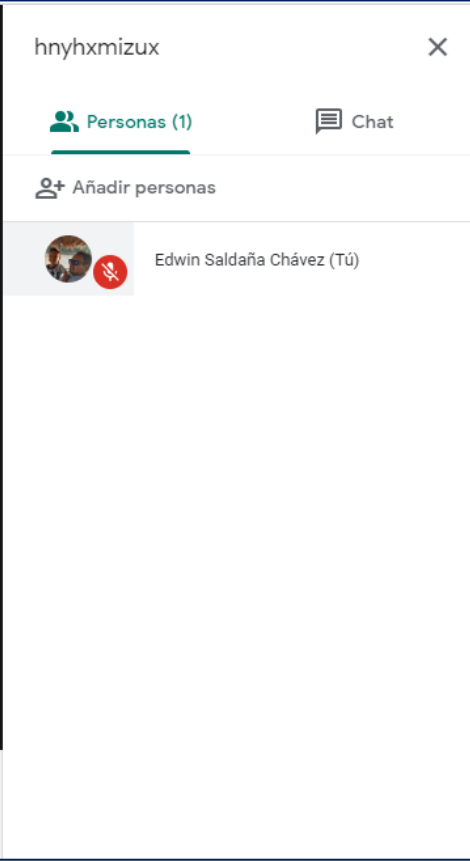 hnyhxmizux
Personas (1)
Chat
Añadir personas
Edwin Saldaña Chávez (Tú)